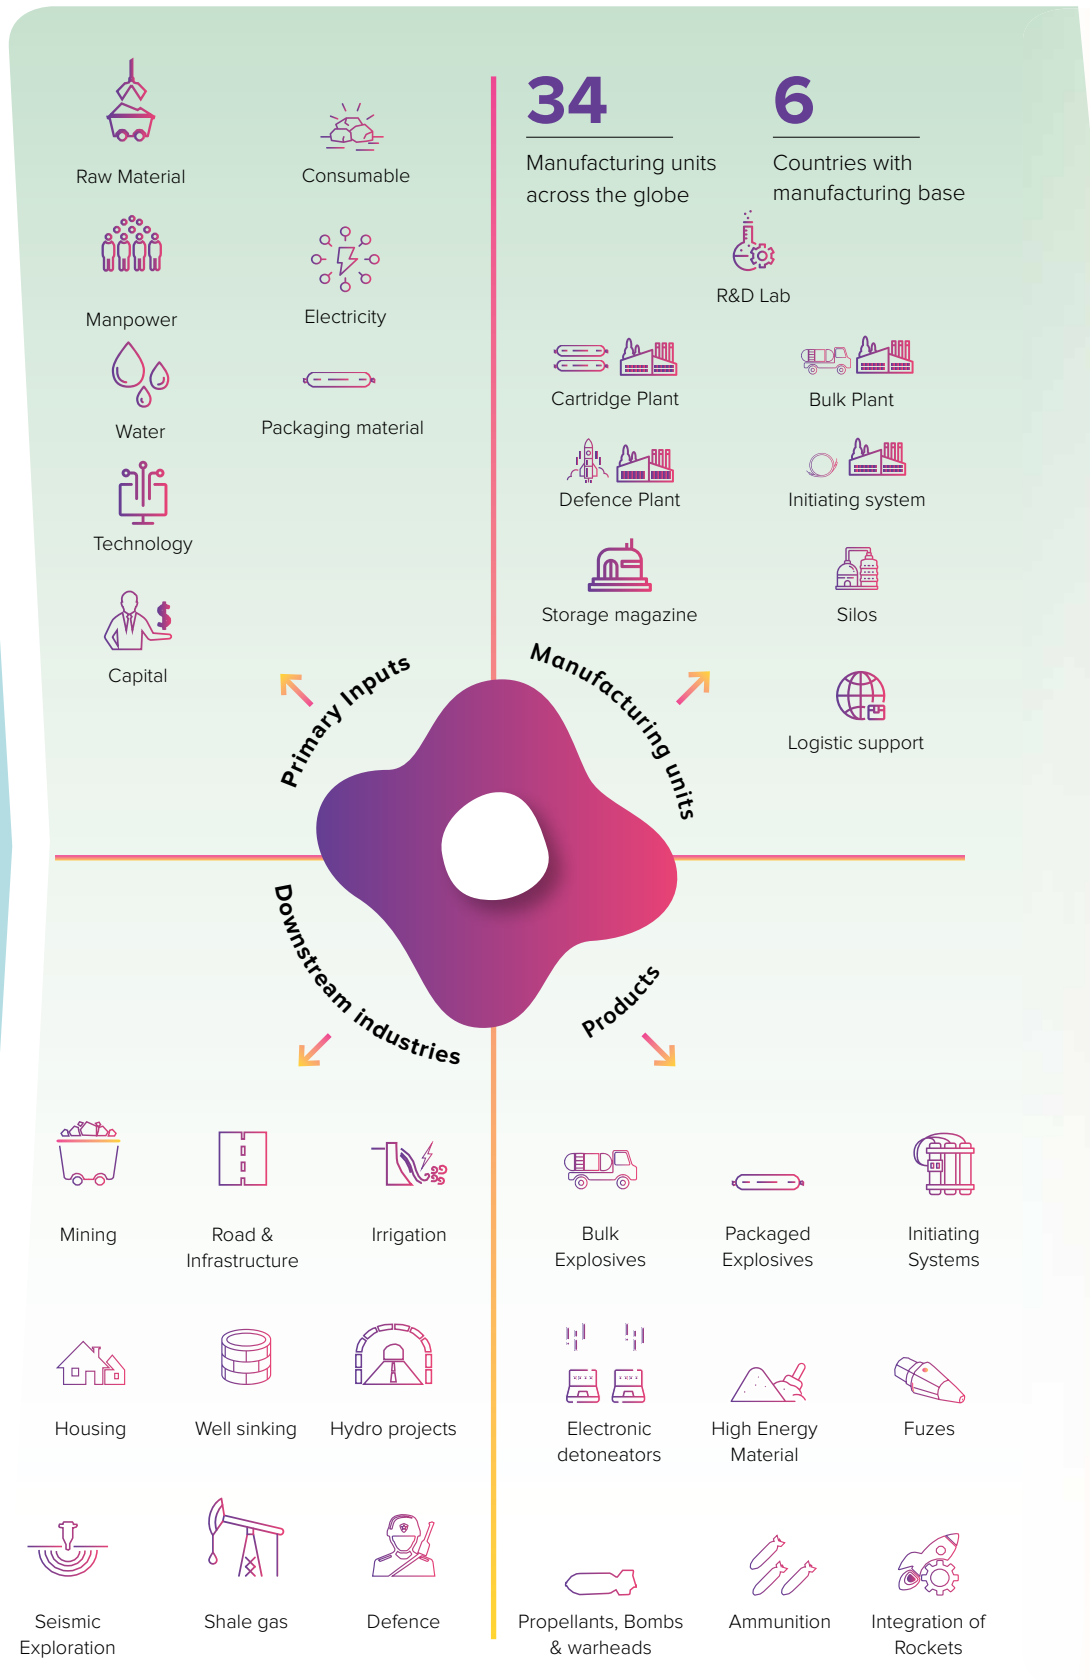 Raw Material
Consumable
Manpower
Electricity
Water
Packaging material
Technology
Capital
Primary Inputs
34
Manufacturing units
across the globe
6
Countries with
manufacturing base
R&D Lab
Cartridge Plant
Bulk Plant
Defence Plant
Initiating system
Storage magazine
Silos
Logistic support
Manufacturing units
Downstream industries
Mining
Road &
Infrastructure
Irrigation
Housing
Well sinking
Hydro projects
Seismic
Exploration
Shale gas
Defence
Products
Bulk
Explosives
Packaged
Explosives
Initiating
Systems
Electronic
detoneators
High Energy
Material
Fuzes
Propellants, Bombs
& warheads
Ammunition
Integration of
Rockets